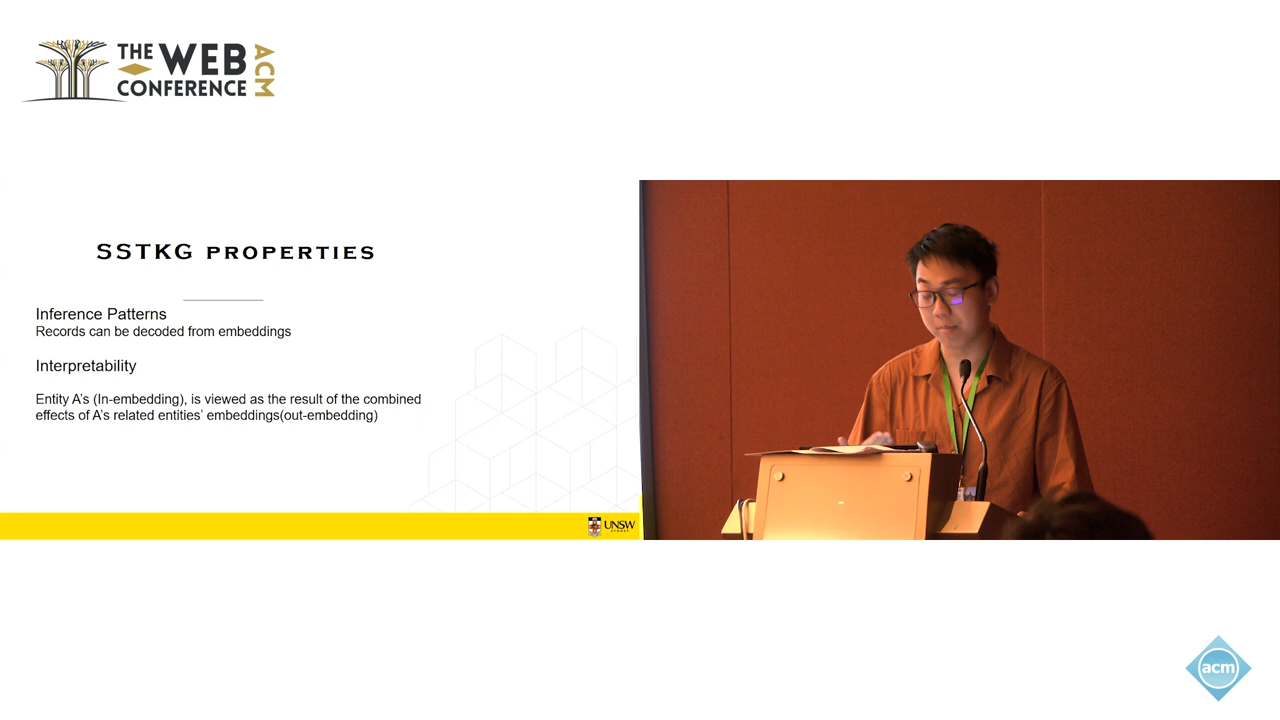 THE WEB
CONFERENCE
ACM
SSTKG PROPERTIES
Inference Patterns
Records can be decoded from embeddings
Interpretability
Entity A's (In-embedding), is viewed as the result of the combined
effects of A's related entities' embeddings(out-embedding)
UNSW
SYDNEY
acm